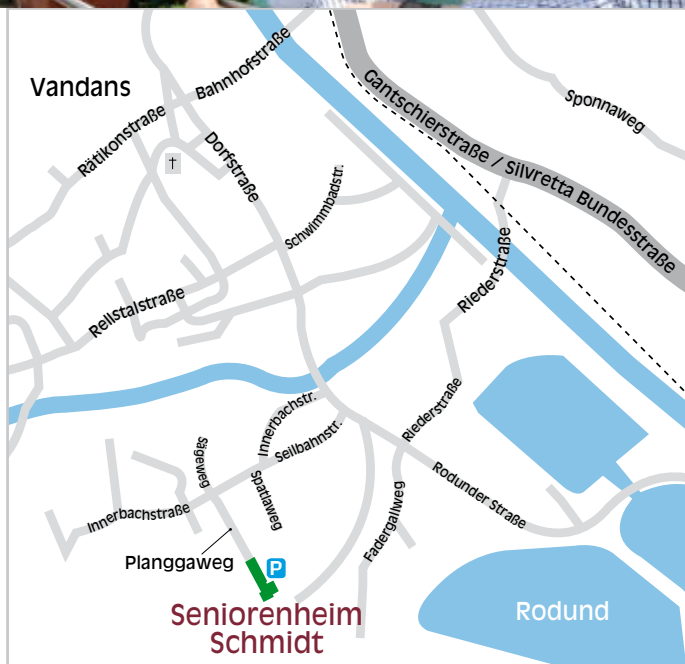 Vandans
Bahnhofstraße
Rätikonstraße
Dorfstraße
†
Gantschierstraße / Silvretta Bundesstraße
Sponnaweg
Schwimmbadstr.
Riederstraße
Rellstalstraße
Innerbachstr.
Seilbahnstr.
Riederstraße
Sägeweg
Spatlaweg
Rodunder Straße
Innerbachstraße
Fadergallweg
Planggaweg
P
Seniorenheim
Schmidt
Rodund